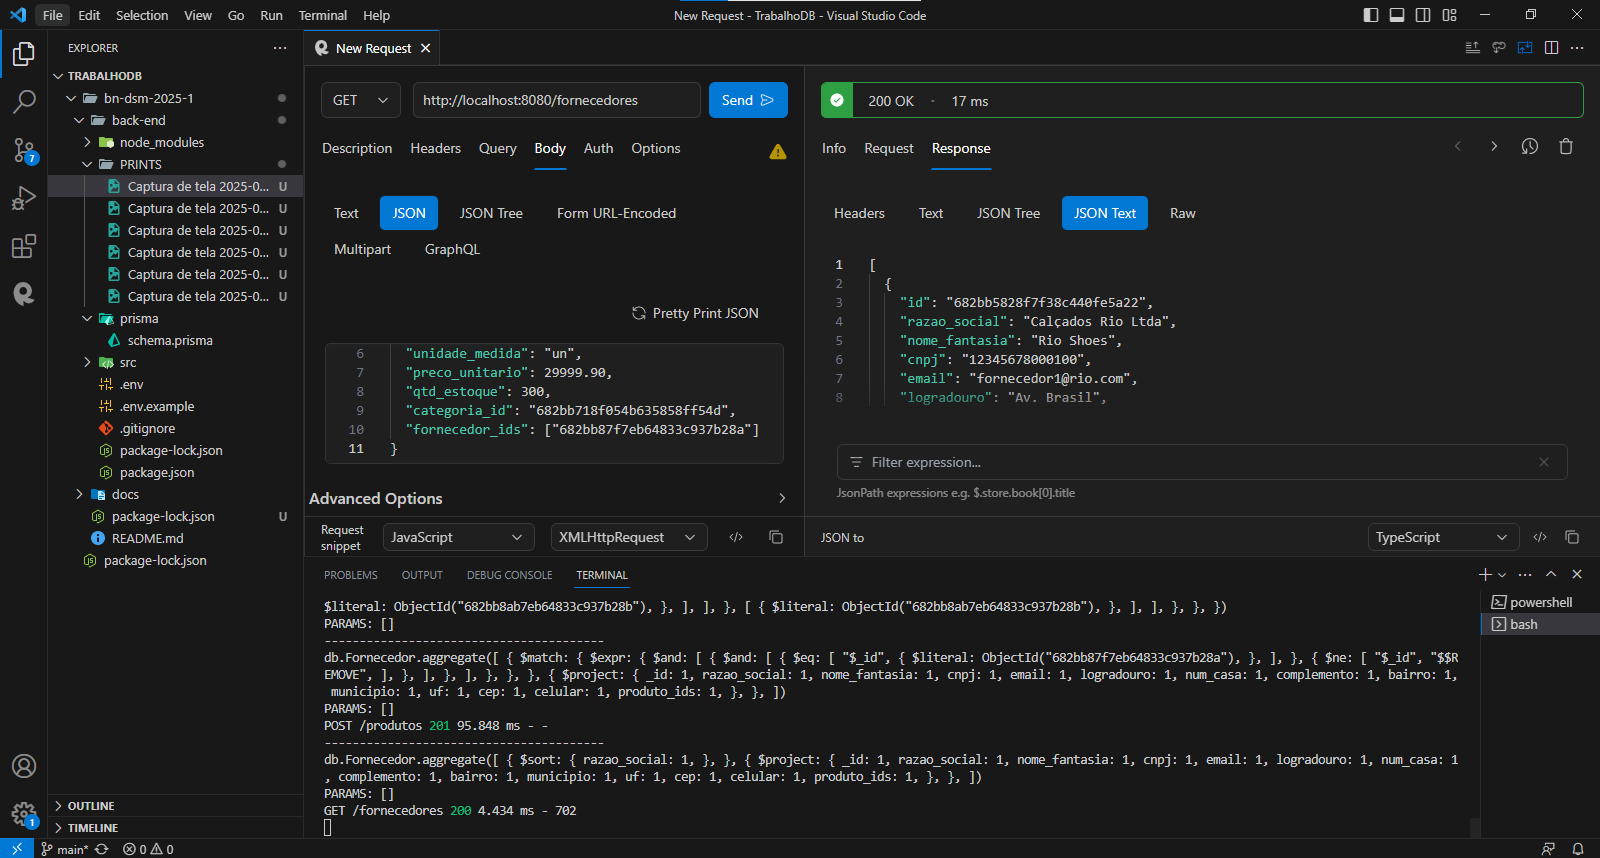 File Edit Selection View Go Run Terminal Help
New Request - TrabalhoDB - Visual Studio Code
EXPLORER
TRABALHODB
bn-dsm-2025-1
back-end
node_modules
PRINTS
Captura de tela 2025-0... U
Captura de tela 2025-0... U
Captura de tela 2025-0... U
Captura de tela 2025-0... U
Captura de tela 2025-0... U
Captura de tela 2025-0... U
prisma
schema.prisma
src
.env
.env.example
.gitignore
package-lock.json
package.json
docs
package-lock.json U
README.md
package-lock.json
OUTLINE
TIMELINE
7
1
New Request
GET http://localhost:8080/fornecedores Send
Description Headers Query Body Auth Options
Text JSON JSON Tree Form URL-Encoded
Multipart GraphQL
Pretty Print JSON
6 "unidade_medida": "un",
7 "preco_unitario": 29999.90,
8 "qtd_estoque": 300,
9 "categoria_id": "682bb718f054b635858ff54d",
10 "fornecedor_ids": ["682bb87f7eb64833c937b28a"]
11 }
Advanced Options
Request snippet JavaScript XMLHttpRequest
200 OK · 17 ms
Info Request Response
Headers Text JSON Tree JSON Text Raw
1 [
2 {
3 "id": "682bb5828f7f38c440fe5a22",
4 "razao_social": "Calçados Rio Ltda",
5 "nome_fantasia": "Rio Shoes",
6 "cnpj": "12345678000100",
7 "email": "fornecedor1@rio.com",
8 "logradouro": "Av. Brasil",
Filter expression...
JsonPath expressions e.g. $.store.book[0].title
JSON to TypeScript
PROBLEMS OUTPUT DEBUG CONSOLE TERMINAL
$literal: ObjectId("682bb8ab7eb64833c937b28b"), }, ], ], }, [ { $literal: ObjectId("682bb8ab7eb64833c937b28b"), }, ], ], }, }, })
PARAMS: []
----------------------------------------
db.Fornecedor.aggregate([ { $match: { $expr: { $and: [ { $and: [ { $eq: [ "$_id", { $literal: ObjectId("682bb87f7eb64833c937b28a"), }, ], }, { $ne: [ "$_id", "$$R
EMOVE", ], }, ], }, ], }, }, }, { $project: { _id: 1, razao_social: 1, nome_fantasia: 1, cnpj: 1, email: 1, logradouro: 1, num_casa: 1, complemento: 1, bairro: 1,
municipio: 1, uf: 1, cep: 1, celular: 1, produto_ids: 1, }, }, ])
PARAMS: []
POST /produtos 201 95.848 ms - -
----------------------------------------
db.Fornecedor.aggregate([ { $sort: { razao_social: 1, }, }, { $project: { _id: 1, razao_social: 1, nome_fantasia: 1, cnpj: 1, email: 1, logradouro: 1, num_casa: 1
, complemento: 1, bairro: 1, municipio: 1, uf: 1, cep: 1, celular: 1, produto_ids: 1, }, }, ])
PARAMS: []
GET /fornecedores 200 4.434 ms - 702
powershell
bash
main* 0 0